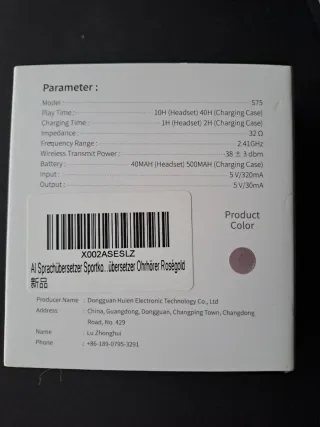 Parameter :
Model : S75
Play Time : 10H (Headset) 40H (Charging Case)
Charging Time : 1H (Headset) 2H (Charging Case)
Impedance : 32 Ω
Frequency Range : 2.41GHz
Wireless Transmit Power : 38 ± 3 dbm
Battery : 40MAH (Headset) 500MAH (Charging Case)
Input : 5 V/320mA
Output : 5 V/30mA
Product
Color
X002ASESLZ
AI Sprachübersetzer Sportko...übersetzer Ohrhörer Roségold
新品
Producer Name : Dongguan Huien Electronic Technology Co., Ltd
Address : China, Guangdong, Dongguan, Changping Town, Changdong
Road, No. 429
Name : Lu Zhenghui
Phone : +86-189-0795-3291